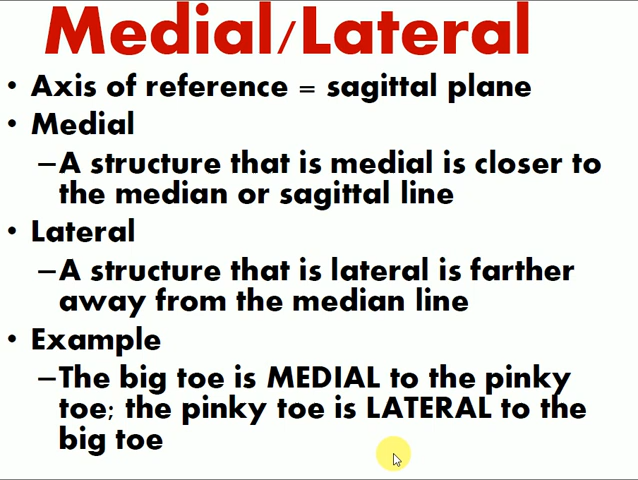 Medial/Lateral
• Axis of reference = sagittal plane
• Medial
–A structure that is medial is closer to
the median or sagittal line
• Lateral
–A structure that is lateral is farther
away from the median line
• Example
–The big toe is MEDIAL to the pinky
toe; the pinky toe is LATERAL to the
big toe